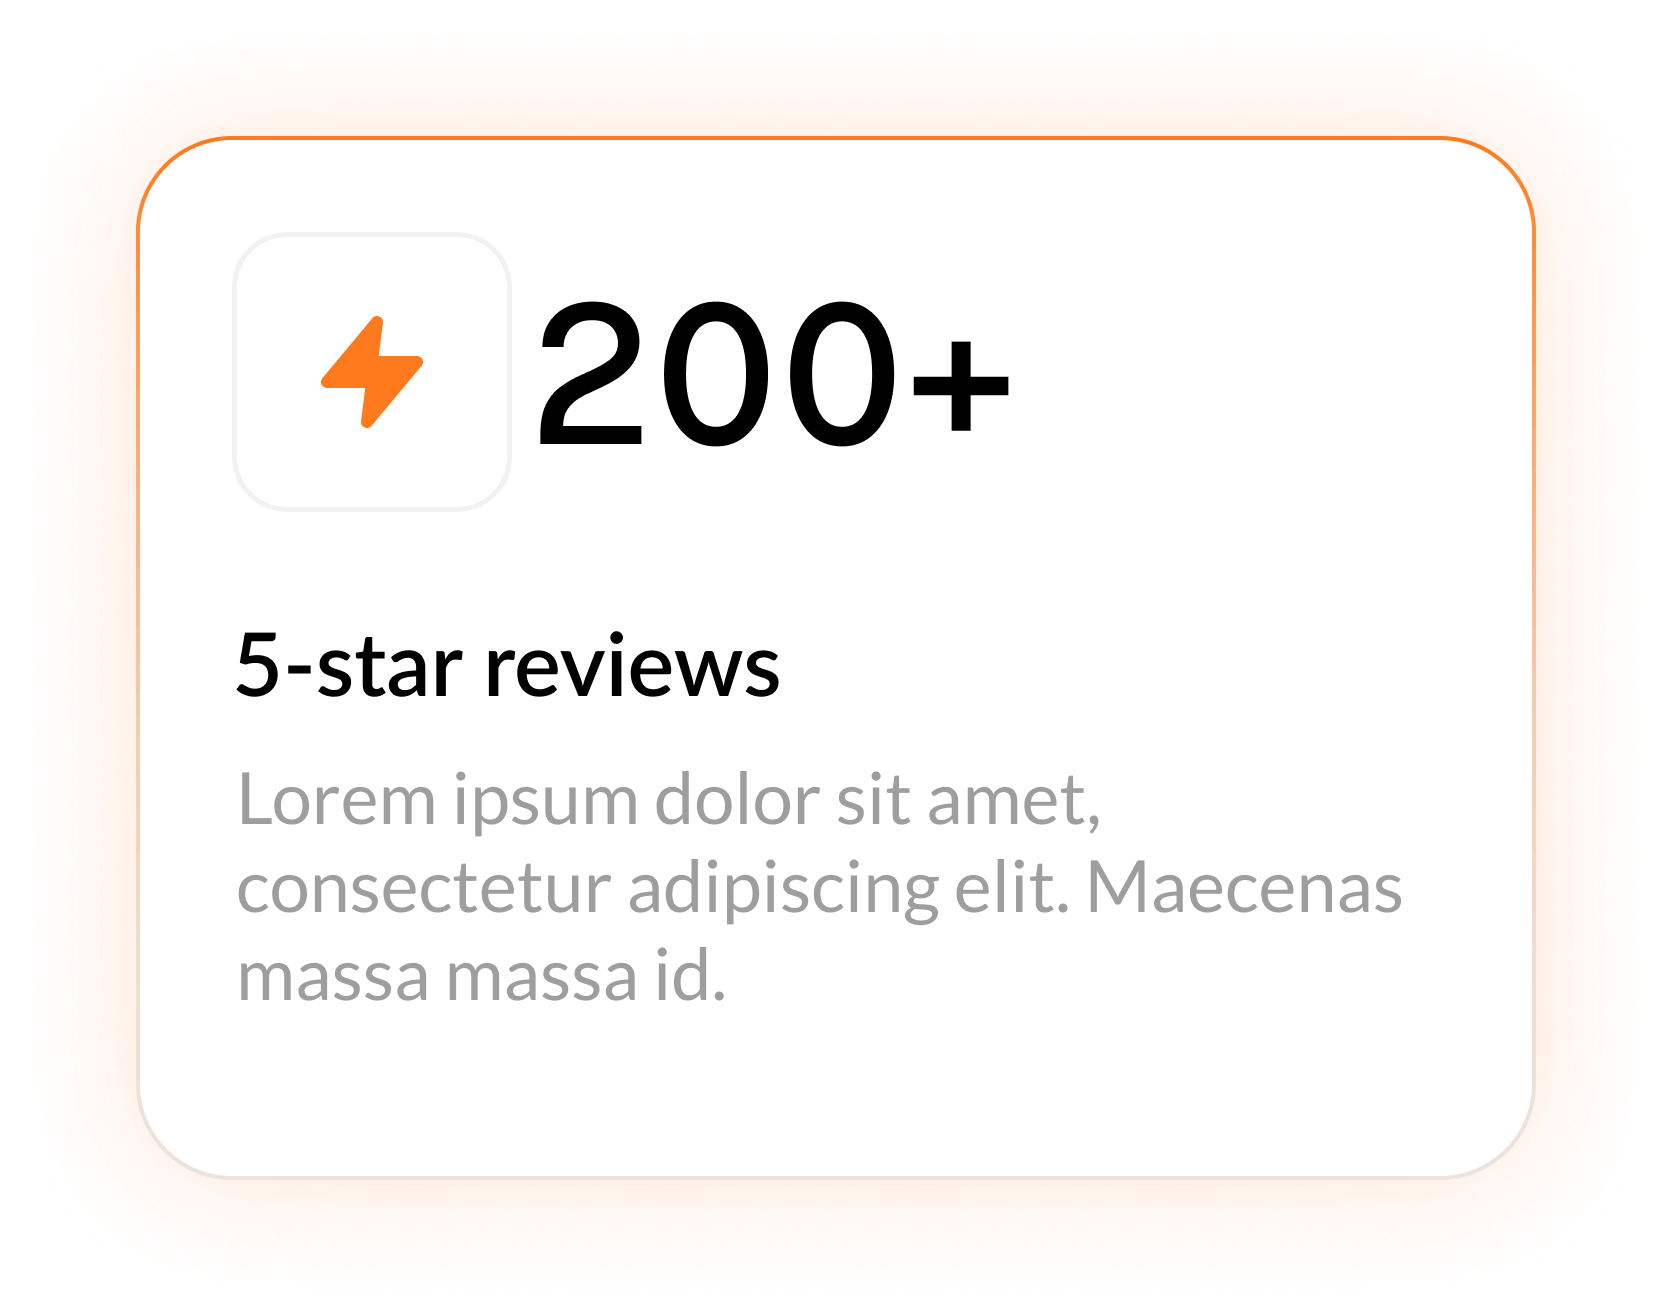 200+
5-star reviews
Lorem ipsum dolor sit amet,
consectetur adipiscing elit. Maecenas
massa massa id.